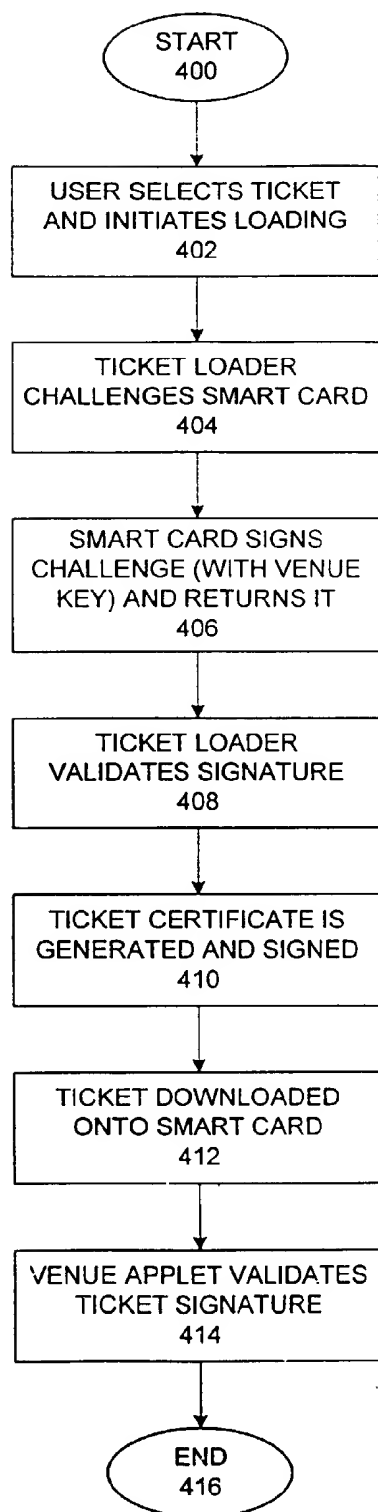 START
400
USER SELECTS TICKET
AND INITIATES LOADING
402
TICKET LOADER
CHALLENGES SMART CARD
404
SMART CARD SIGNS
CHALLENGE (WITH VENUE
KEY) AND RETURNS IT
406
TICKET LOADER
VALIDATES SIGNATURE
408
TICKET CERTIFICATE IS
GENERATED AND SIGNED
410
TICKET DOWNLOADED
ONTO SMART CARD
412
VENUE APPLET VALIDATES
TICKET SIGNATURE
414
END
416